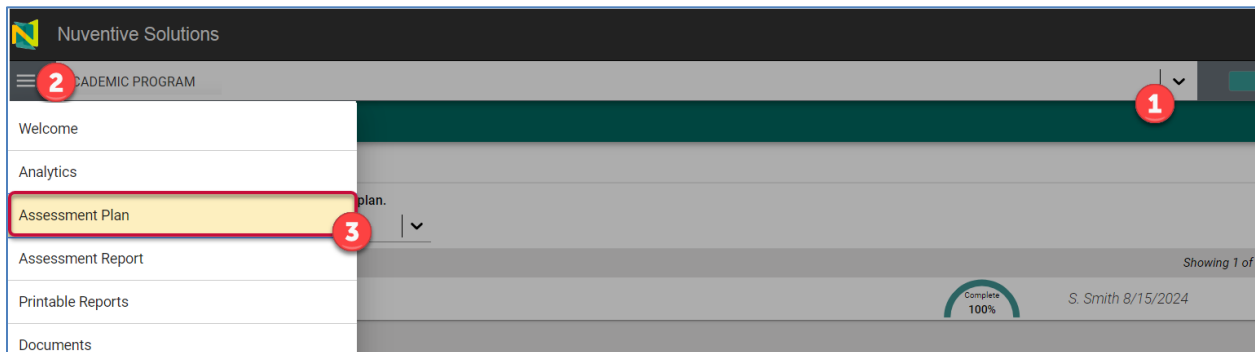 Nuventive Solutions
2 CADEMIC PROGRAM
1
Welcome
Analytics
plan.
Assessment Plan
3
Assessment Report
Showing 1 of
Printable Reports
Complete
100%
S. Smith 8/15/2024
Documents